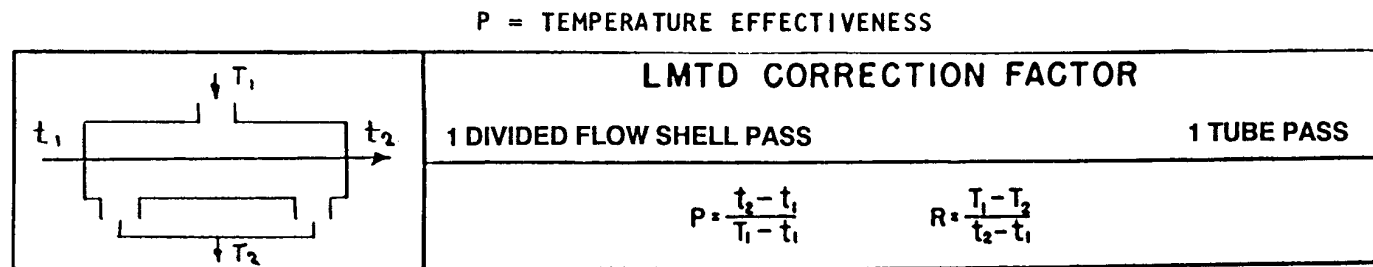 P = TEMPERATURE EFFECTIVENESS
T₁
t₁
t₂
T₂
LMTD CORRECTION FACTOR
1 DIVIDED FLOW SHELL PASS 1 TUBE PASS
P = (t₂ – t₁) / (T₁ – t₁) R = (T₁ – T₂) / (t₂ – t₁)